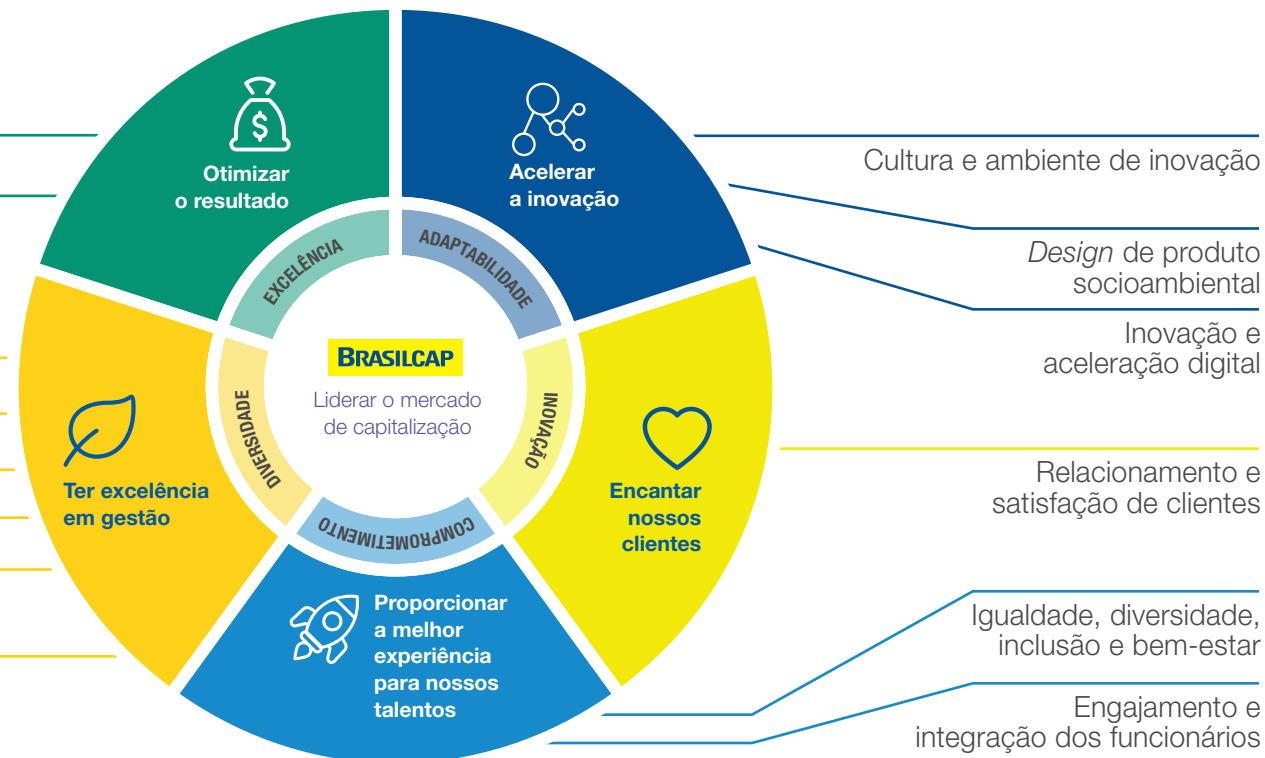 Otimizar
o resultado
Acelerar
a inovação
EXCELÊNCIA
ADAPTABILIDADE
Cultura e ambiente de inovação
Design de produto
socioambiental
Inovação e
aceleração digital
BRASILCAP
Liderar o mercado
de capitalização
DIVERSIDADE
INOVAÇÃO
Ter excelência
em gestão
Encantar
nossos
clientes
Relacionamento e
satisfação de clientes
COMPROMETIMENTO
Proporcionar
a melhor
experiência
para nossos
talentos
Igualdade, diversidade,
inclusão e bem-estar
Engajamento e
integração dos funcionários